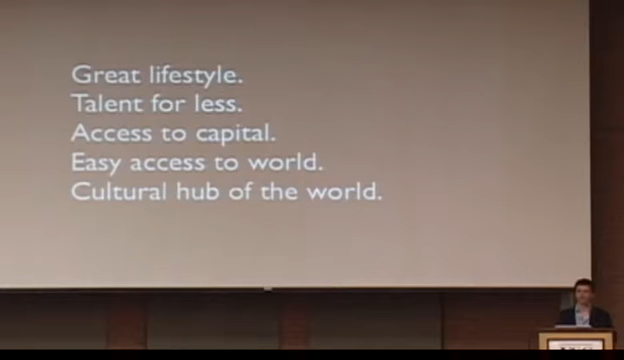 Great lifestyle.
Talent for less.
Access to capital.
Easy access to world.
Cultural hub of the world.